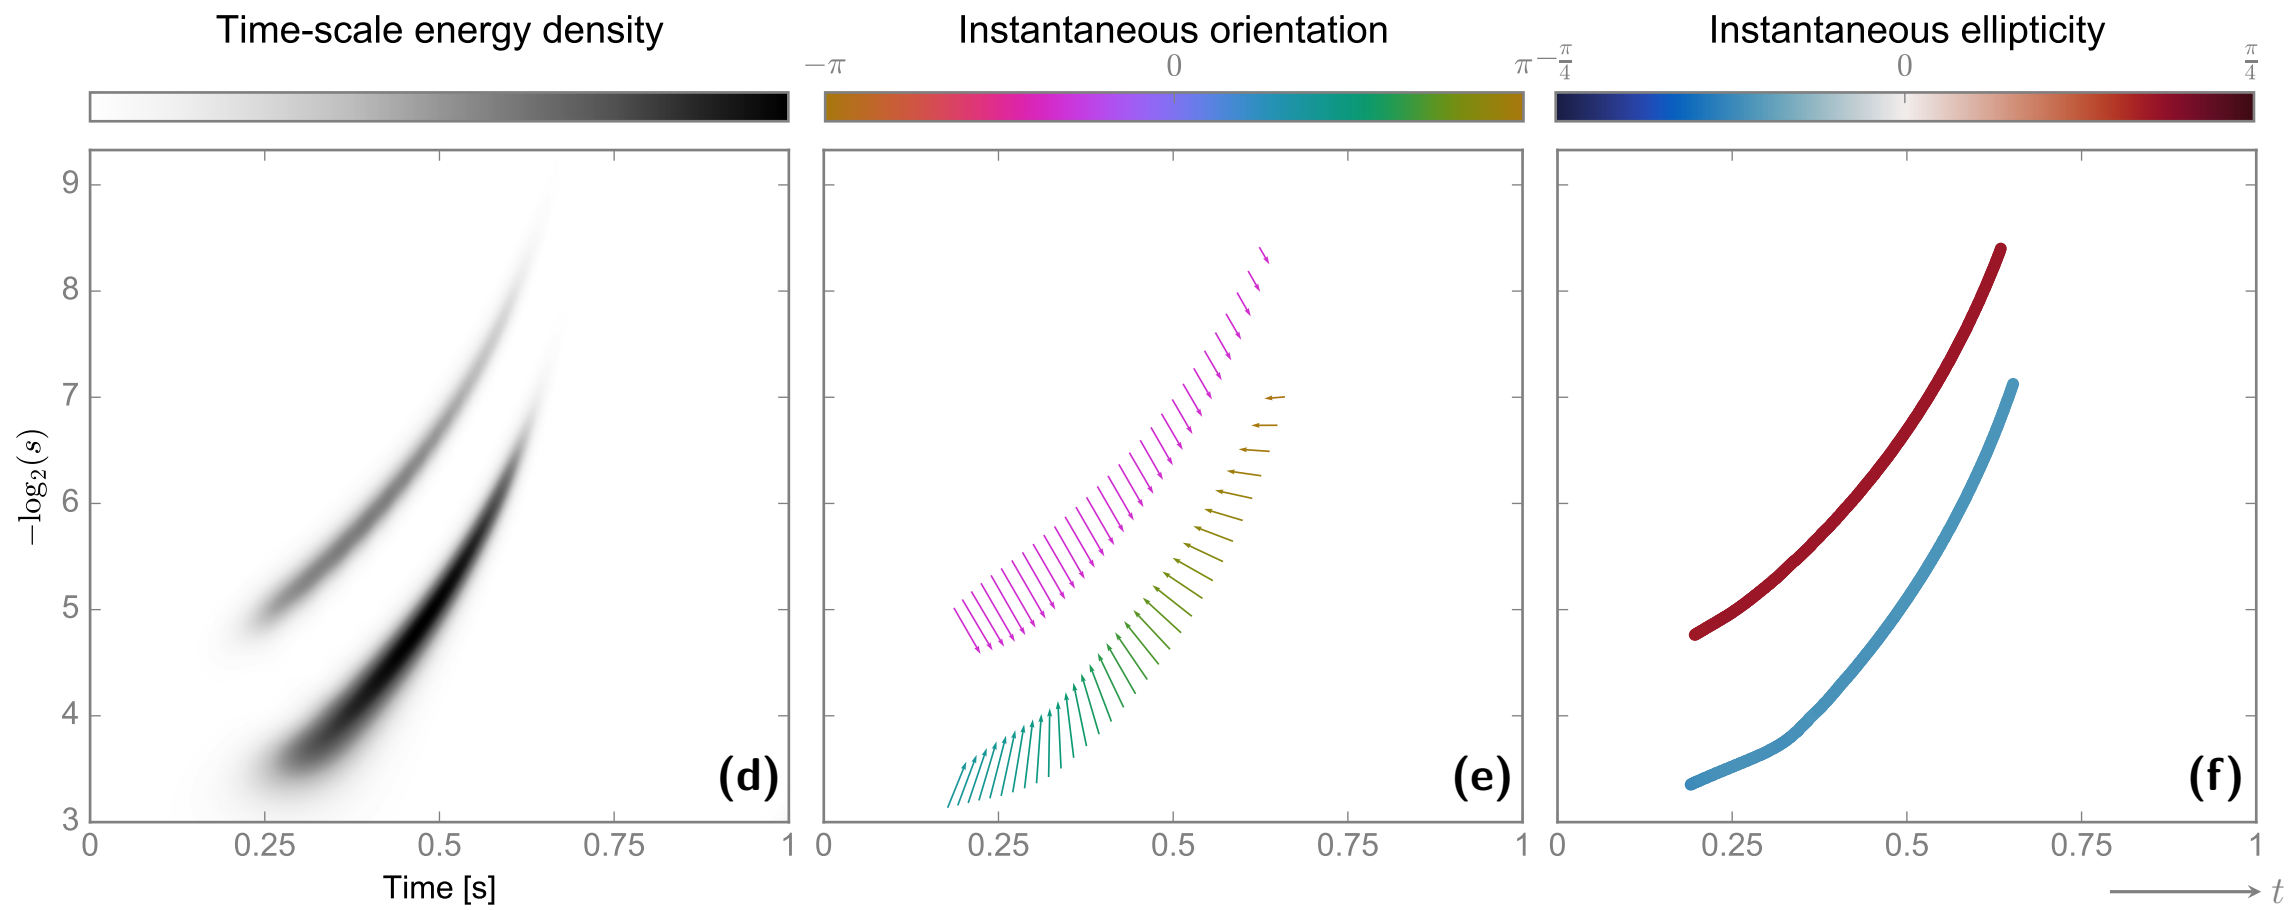 Time-scale energy density
Instantaneous orientation
Instantaneous ellipticity
−π 0 π
−π/4 0 π/4
9
8
7
6
5
4
3
−log₂(s)
(d)
(e)
(f)
0 0.25 0.5 0.75 1
0 0.25 0.5 0.75 1
0 0.25 0.5 0.75 1
Time [s]
t